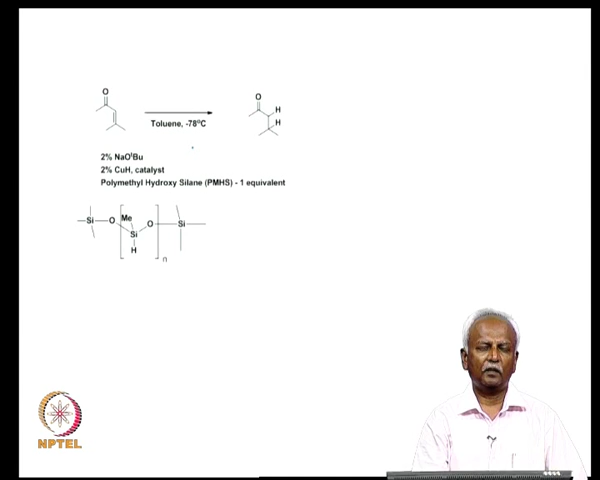 O
O
H
H
Toluene, -78°C
2% NaOᵗBu
2% CuH, catalyst
Polymethyl Hydroxy Silane (PMHS) - 1 equivalent
Si O Me O Si
Si
H
n
NPTEL